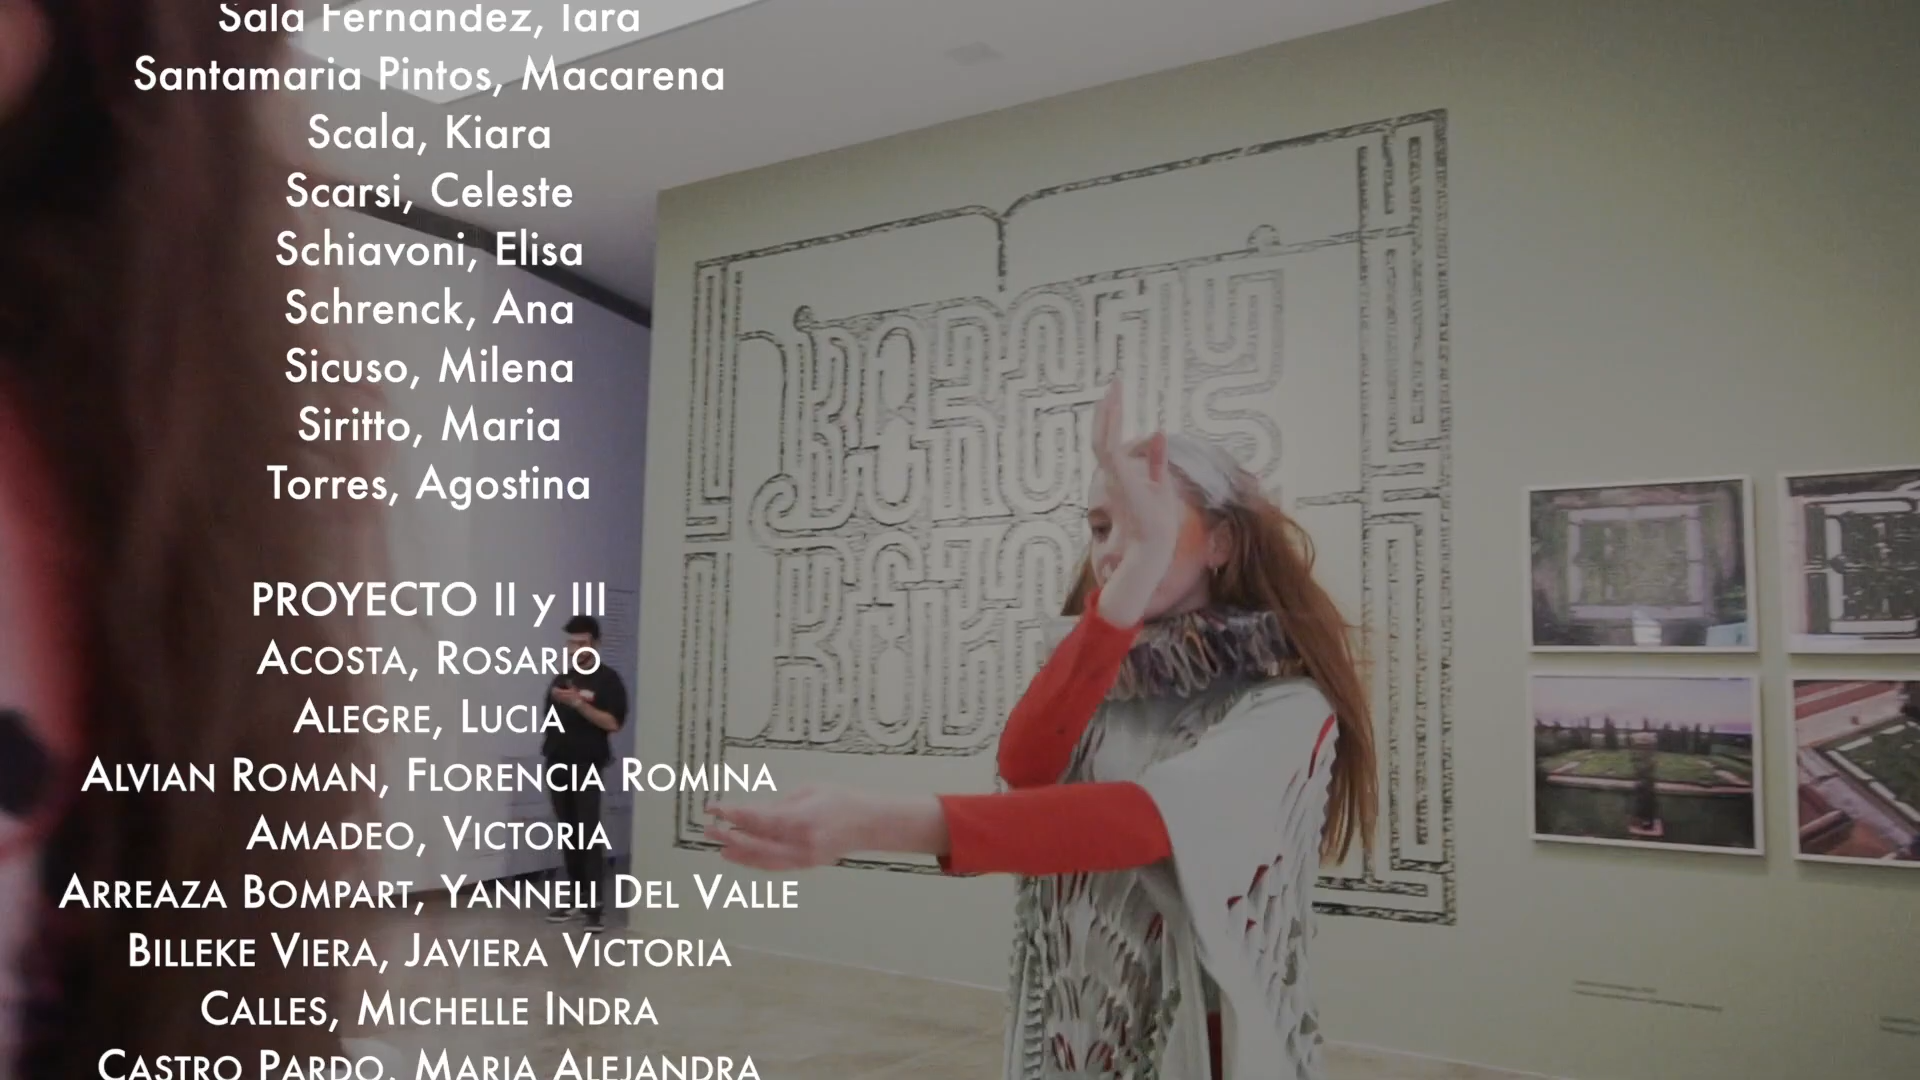 Sala Fernandez, Iara
Santamaria Pintos, Macarena
Scala, Kiara
Scarsi, Celeste
Schiavoni, Elisa
Schrenck, Ana
Sicuso, Milena
Siritto, Maria
Torres, Agostina
PROYECTO II y III
ACOSTA, ROSARIO
ALEGRE, LUCIA
ALVIAN ROMAN, FLORENCIA ROMINA
AMADEO, VICTORIA
ARREAZA BOMPART, YANNELI DEL VALLE
BILLEKE VIERA, JAVIERA VICTORIA
CALLES, MICHELLE INDRA
CASTRO PARDO, MARIA ALEJANDRA